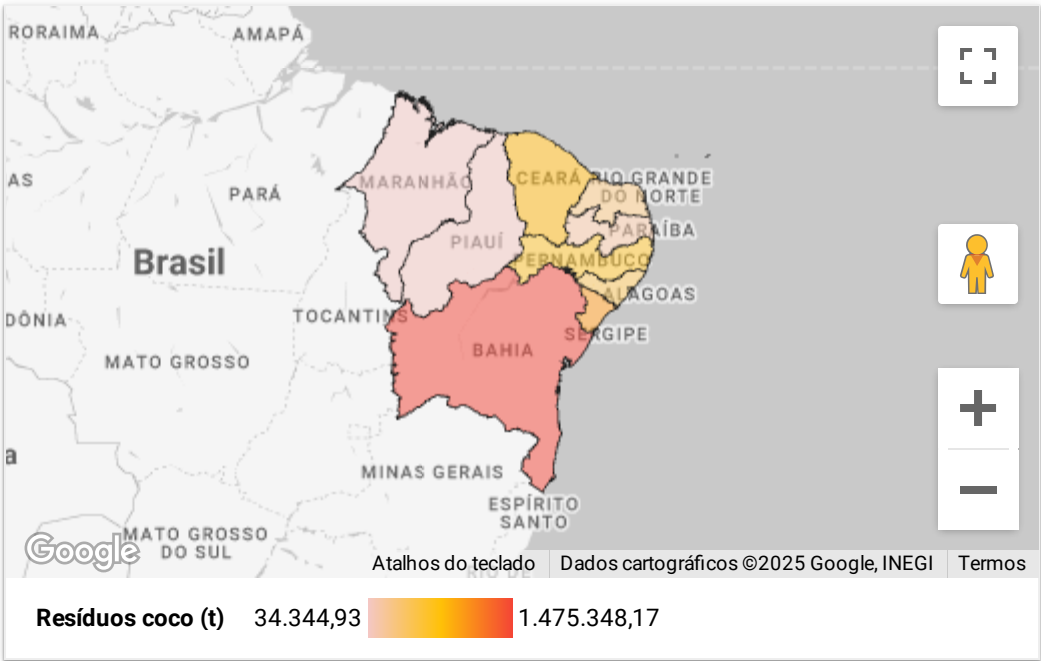 RORAIMA
AMAPÁ
AS
PARÁ
MARANHÃO
CEARÁ
RIO GRANDE
DO NORTE
PARAÍBA
PIAUÍ
PERNAMBUCO
Brasil
ALAGOAS
TOCANTINS
DÔNIA
SERGIPE
BAHIA
MATO GROSSO
a
MINAS GERAIS
ESPÍRITO
SANTO
MATO GROSSO
DO SUL
Google
RIO DE
Atalhos do teclado
Dados cartográficos ©2025 Google, INEGI
Termos
Resíduos coco (t) 34.344,93 1.475.348,17